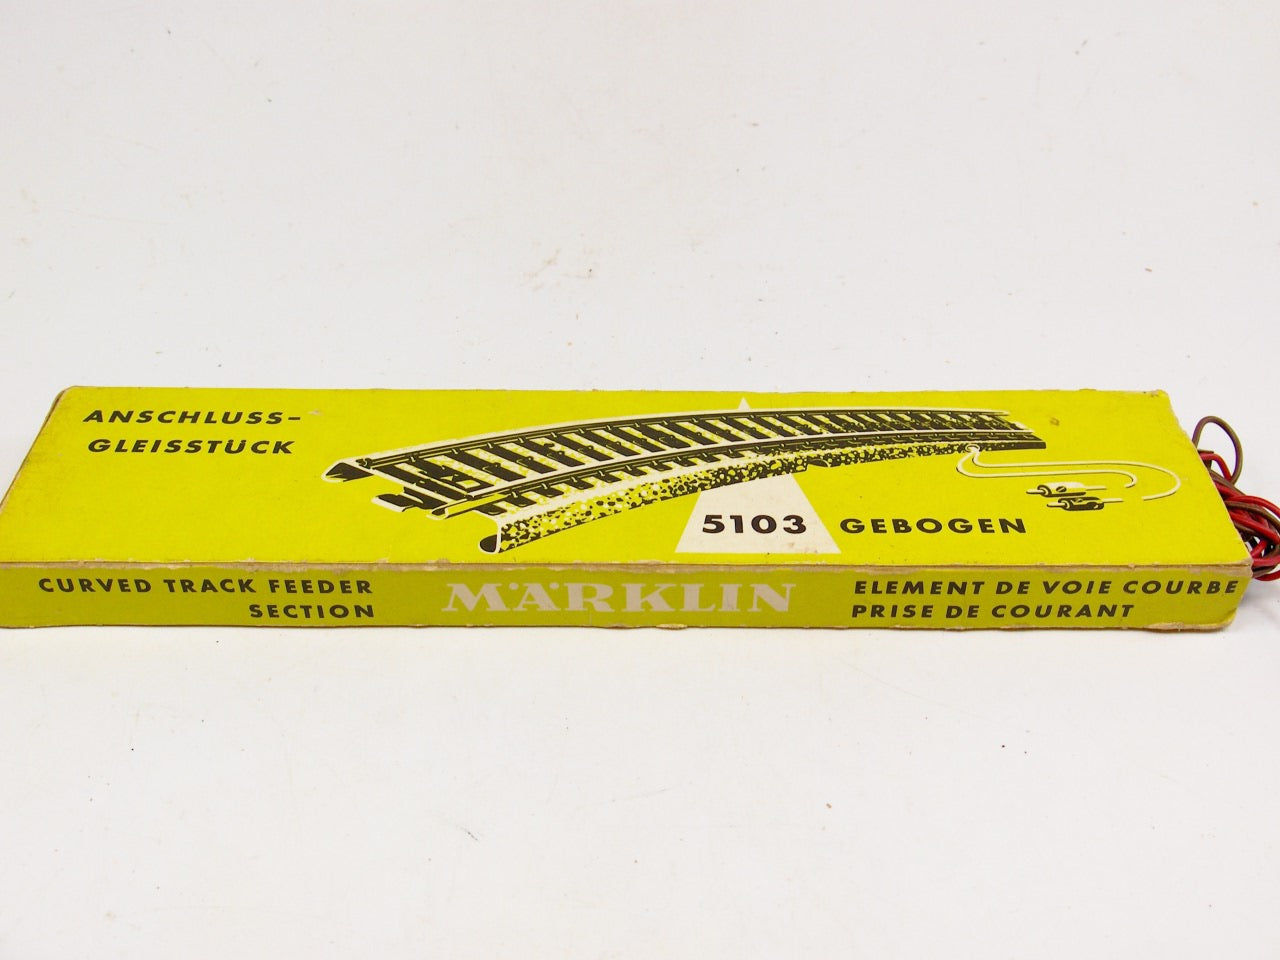 ANSCHLUSS-
GLEISSTÜCK
5103 GEBOGEN
CURVED TRACK FEEDER
SECTION
MÄRKLIN
ELEMENT DE VOIE COURBE
PRISE DE COURANT